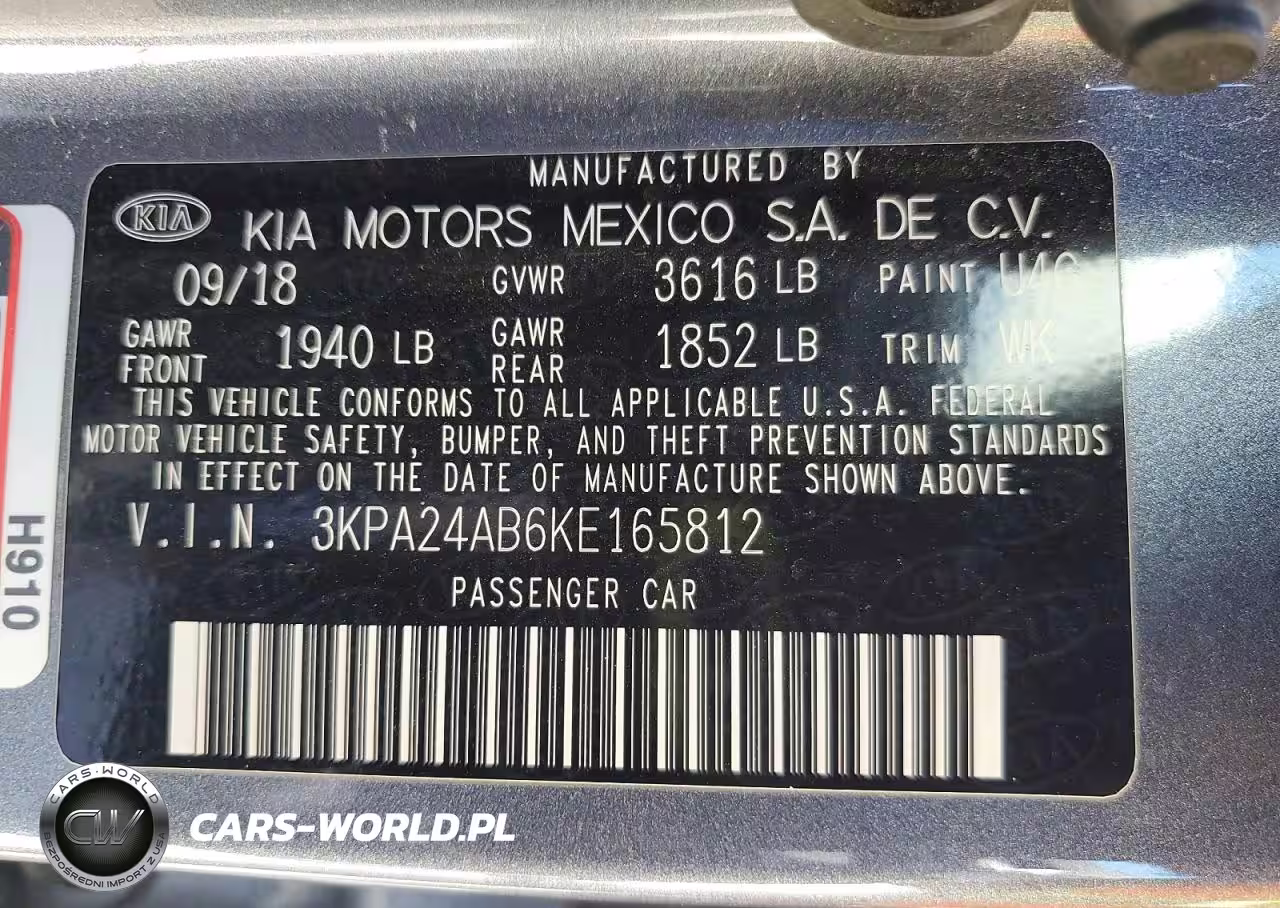 MANUFACTURED BY
KIA KIA MOTORS MEXICO S.A. DE C.V.
09/18 GVWR 3616 LB PAINT
GAWR FRONT 1940 LB GAWR REAR 1852 LB TRIM WK
THIS VEHICLE CONFORMS TO ALL APPLICABLE U.S.A. FEDERAL
MOTOR VEHICLE SAFETY, BUMPER, AND THEFT PREVENTION STANDARDS
IN EFFECT ON THE DATE OF MANUFACTURE SHOWN ABOVE.
V.I.N. 3KPA24AB6KE165812
PASSENGER CAR
H910
CARS-WORLD
CW
BEZPOŚREDNI IMPORT Z USA
CARS-WORLD.PL